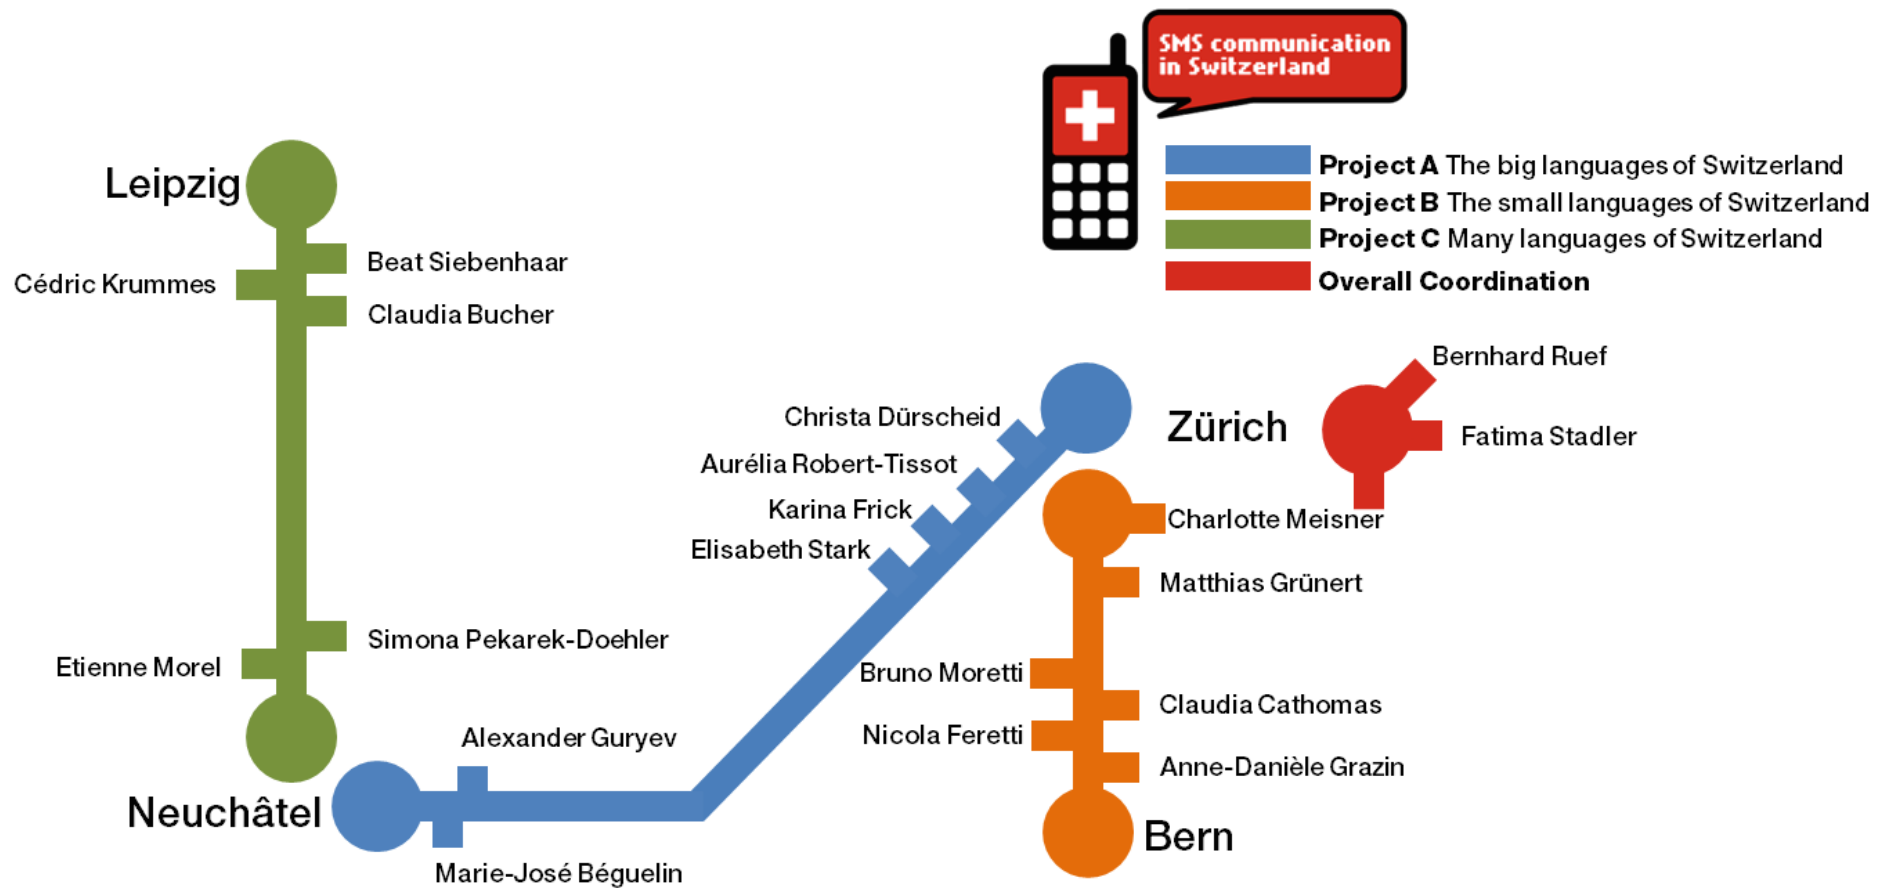 SMS communication
in Switzerland
Project A The big languages of Switzerland
Project B The small languages of Switzerland
Project C Many languages of Switzerland
Overall Coordination
Leipzig
Beat Siebenhaar
Cédric Krummes
Claudia Bucher
Simona Pekarek-Doehler
Etienne Morel
Neuchâtel
Alexander Guryev
Marie-José Béguelin
Christa Dürscheid
Aurélia Robert-Tissot
Karina Frick
Elisabeth Stark
Zürich
Bernhard Ruef
Fatima Stadler
Charlotte Meisner
Matthias Grünert
Bruno Moretti
Claudia Cathomas
Nicola Feretti
Anne-Danièle Grazin
Bern